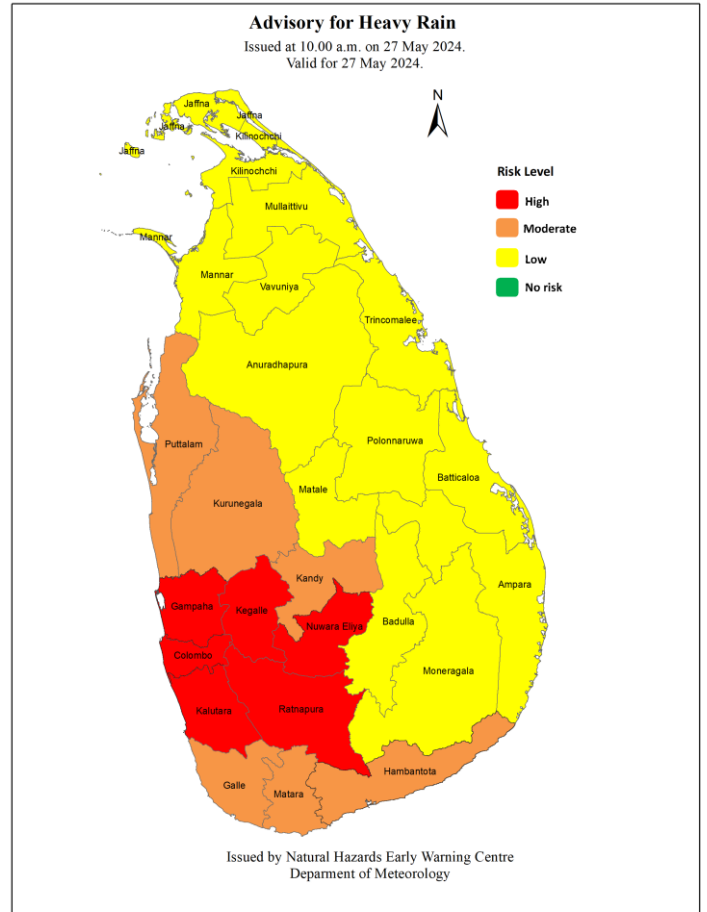 Advisory for Heavy Rain
Issued at 10.00 a.m. on 27 May 2024.
Valid for 27 May 2024.
N
Jaffna
Jaffna
Jaffna
Kilinochchi
Jaffna
Kilinochchi
Risk Level
High
Moderate
Low
No risk
Mullaittivu
Mannar
Mannar
Vavuniya
Trincomalee
Anuradhapura
Puttalam
Polonnaruwa
Batticaloa
Matale
Kurunegala
Kandy
Ampara
Gampaha
Kegalle
Nuwara Eliya
Badulla
Colombo
Moneragala
Kalutara
Ratnapura
Hambantota
Galle
Matara
Issued by Natural Hazards Early Warning Centre
Deparment of Meteorology